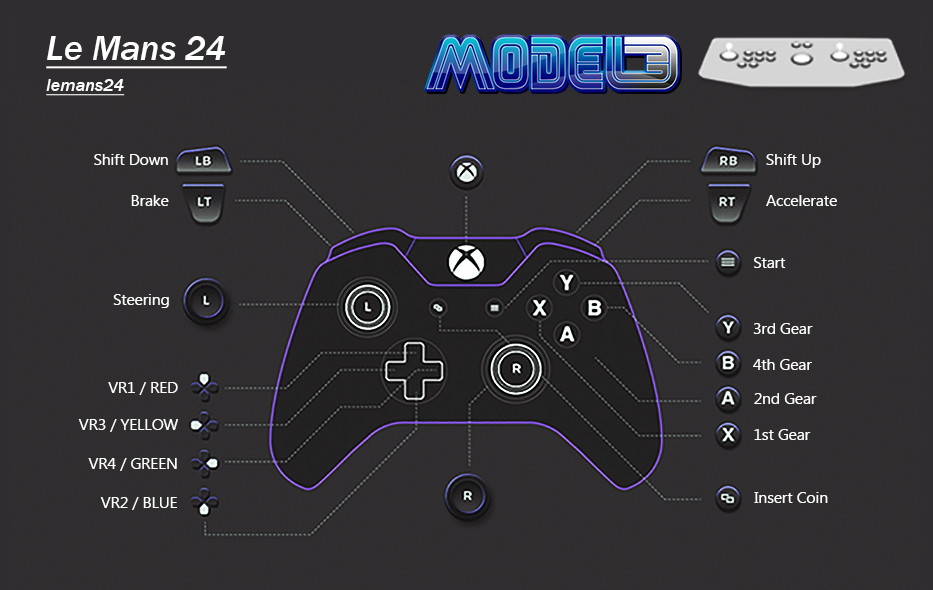 Le Mans 24
lemans24
MODEL3
Shift Down LB
RB Shift Up
Brake LT
RT Accelerate
Start
Steering L
L
Y
X B
A
Y 3rd Gear
B 4th Gear
R
VR1 / RED
A 2nd Gear
VR3 / YELLOW
X 1st Gear
VR4 / GREEN
VR2 / BLUE
R
Insert Coin